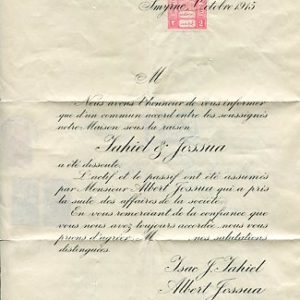 Smyrne, Octobre 1915
M
Nous avons l'honneur de vous informer
que d'un commun accord entre les soussignés
notre Maison sous la raison
Jahiel & Jessua
a été dissoute.
L'actif et le passif ont été assumés
par Monsieur Albert Jessua qui a pris
la suite des affaires de la société.
En vous remerciant de la confiance que
vous nous avez toujours accordée nous vous
prions d'agréer, M nos salutations
distinguées.
Isac J. Jahiel
Albert Jessua